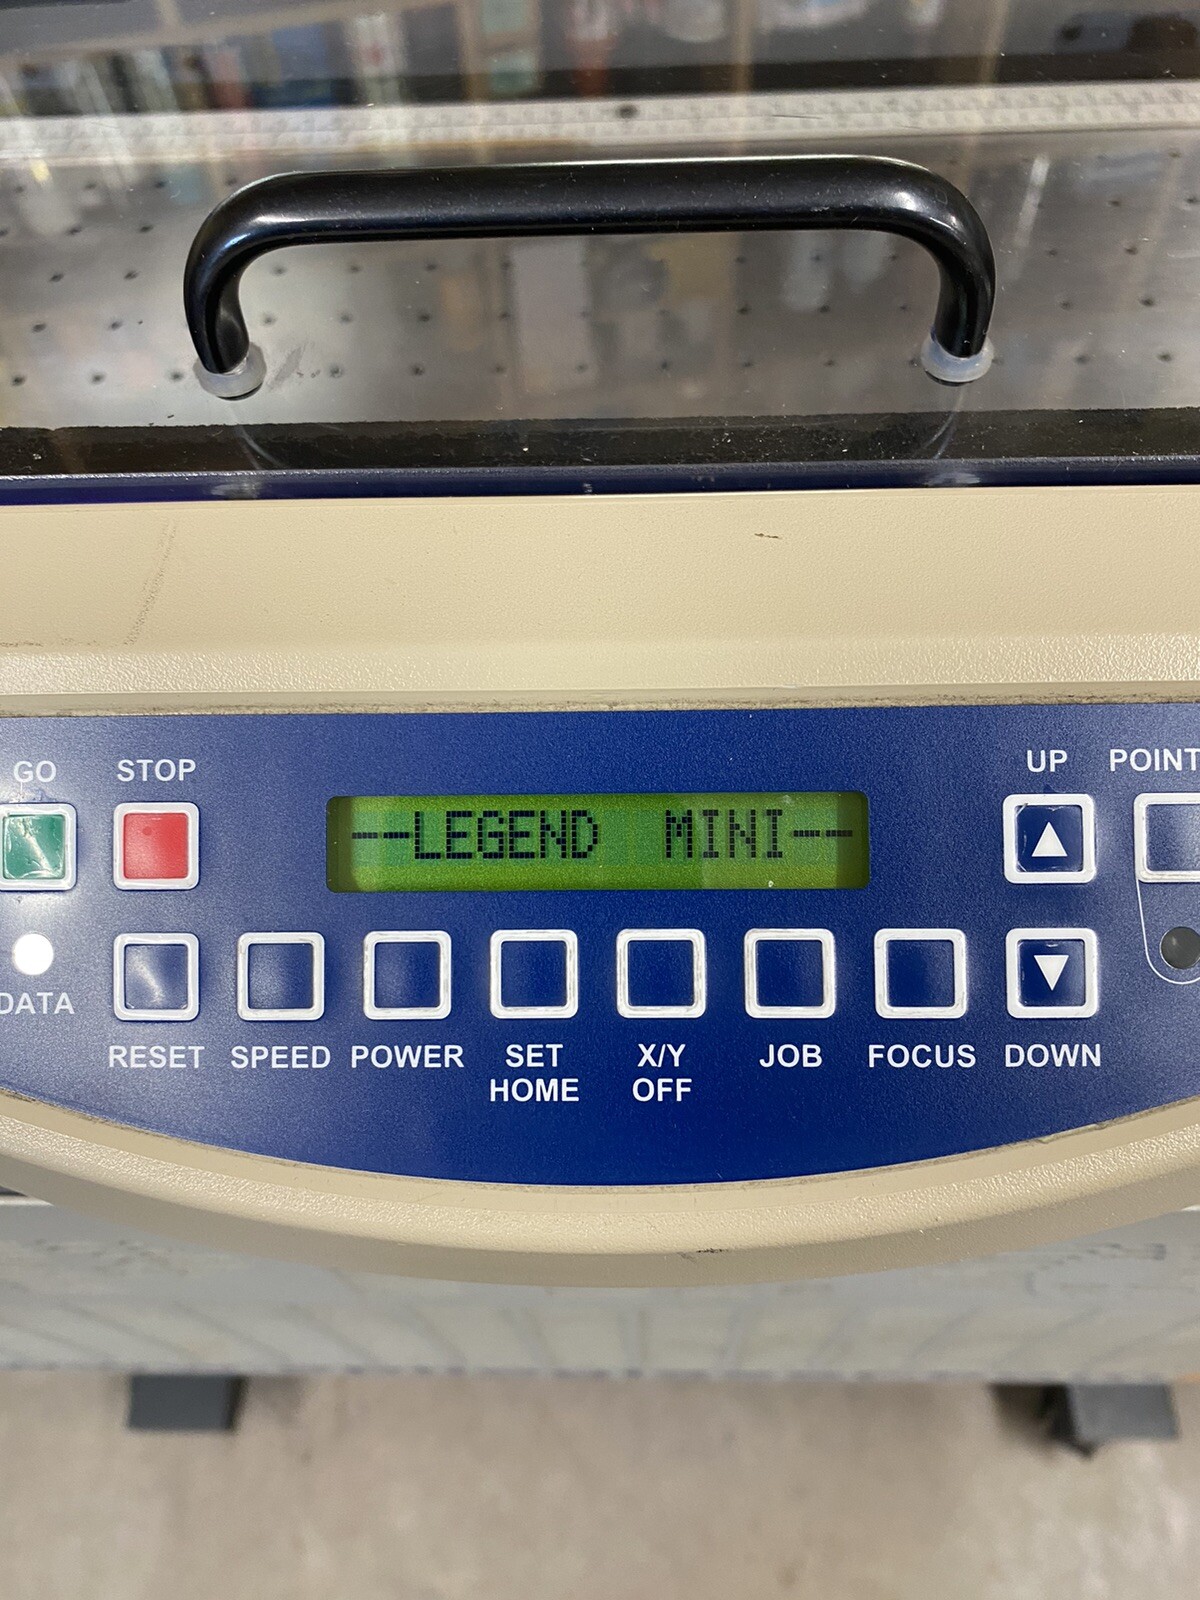 GO
STOP
--LEGEND MINI--
UP
POINT
DATA
RESET
SPEED
POWER
SET
HOME
X/Y
OFF
JOB
FOCUS
DOWN